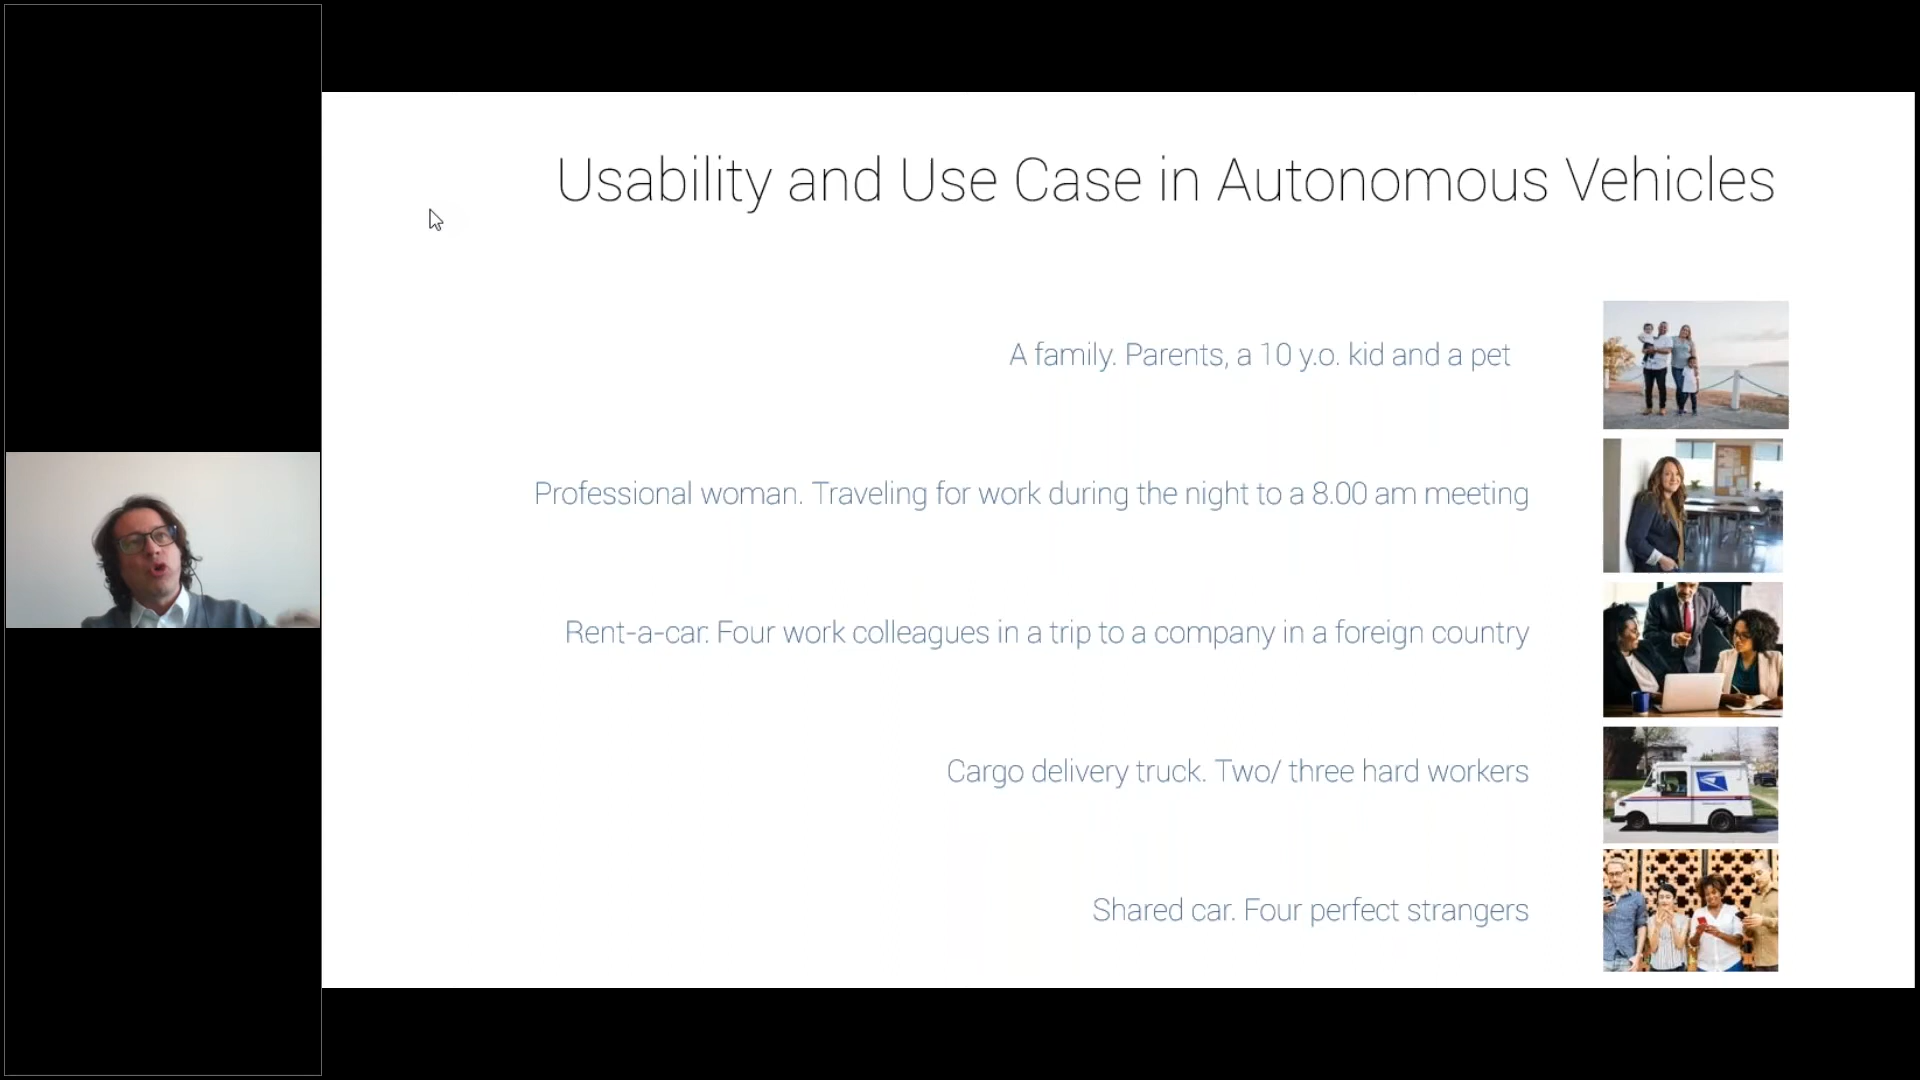 Usability and Use Case in Autonomous Vehicles
A family. Parents, a 10 y.o. kid and a pet
Professional woman. Traveling for work during the night to a 8.00 am meeting
Rent-a-car. Four work colleagues in a trip to a company in a foreign country
Cargo delivery truck. Two/ three hard workers
Shared car. Four perfect strangers